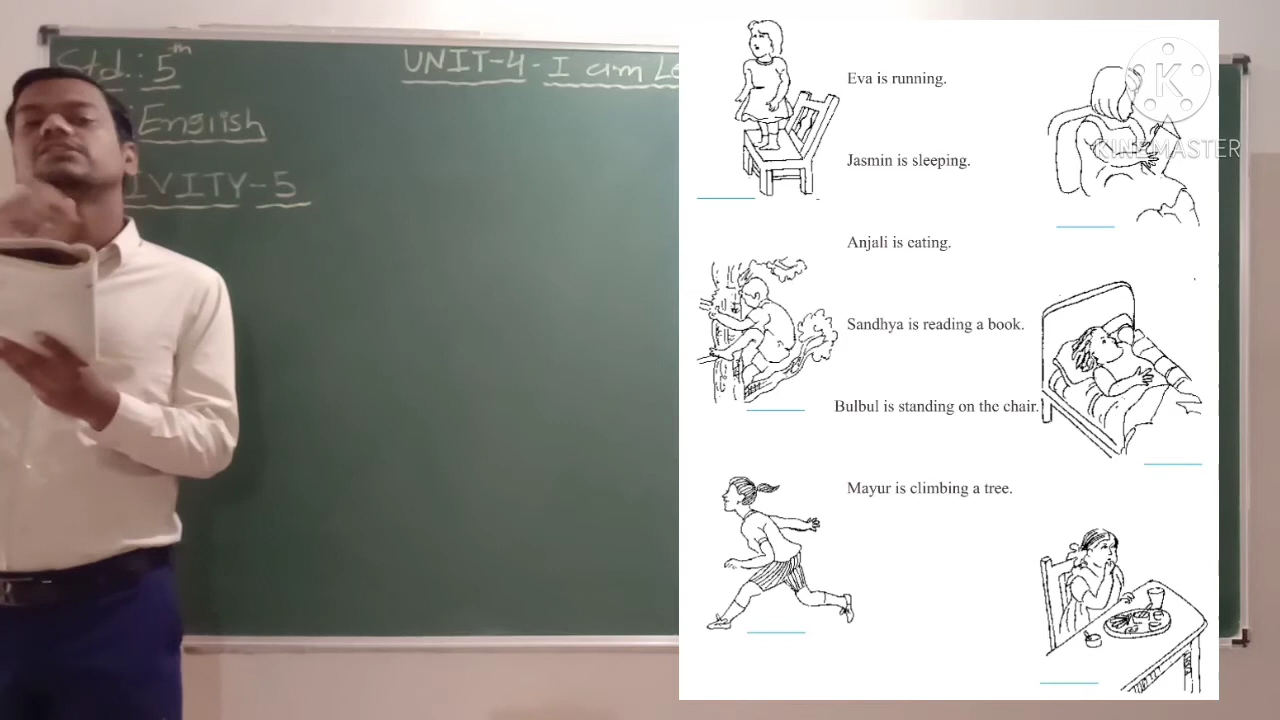 Std.: 5th
UNIT-4 - I am Le
English
IVITY-5
Eva is running.
Jasmin is sleeping.
Anjali is eating.
Sandhya is reading a book.
Bulbul is standing on the chair.
Mayur is climbing a tree.
K
KINEMASTER